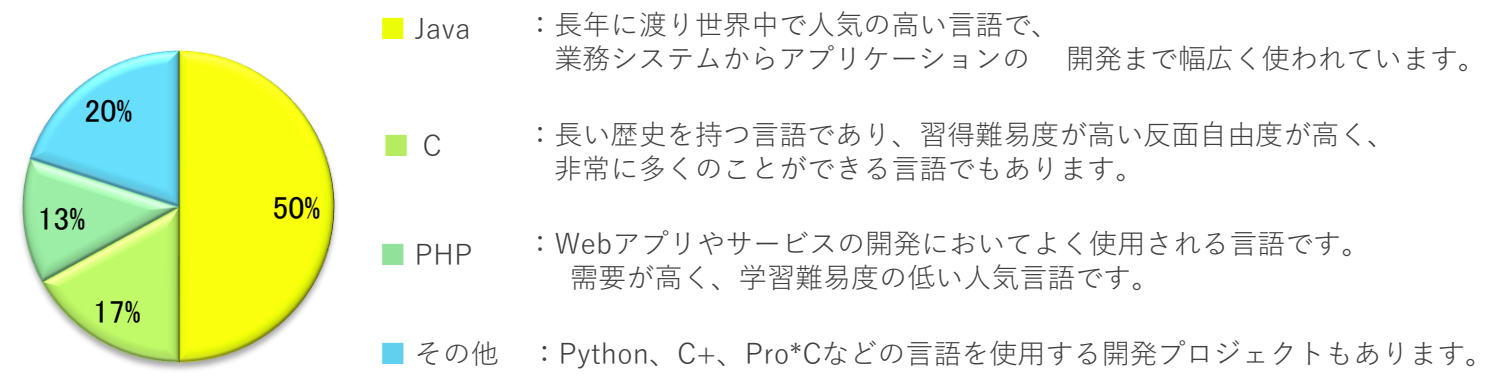 20%
13%
17%
50%
Java ：長年に渡り世界中で人気の高い言語で、
業務システムからアプリケーションの　開発まで幅広く使われています。
C ：長い歴史を持つ言語であり、習得難易度が高い反面自由度が高く、
非常に多くのことができる言語でもあります。
PHP ：Webアプリやサービスの開発においてよく使用される言語です。
需要が高く、学習難易度の低い人気言語です。
その他 ：Python、C+、Pro*Cなどの言語を使用する開発プロジェクトもあります。